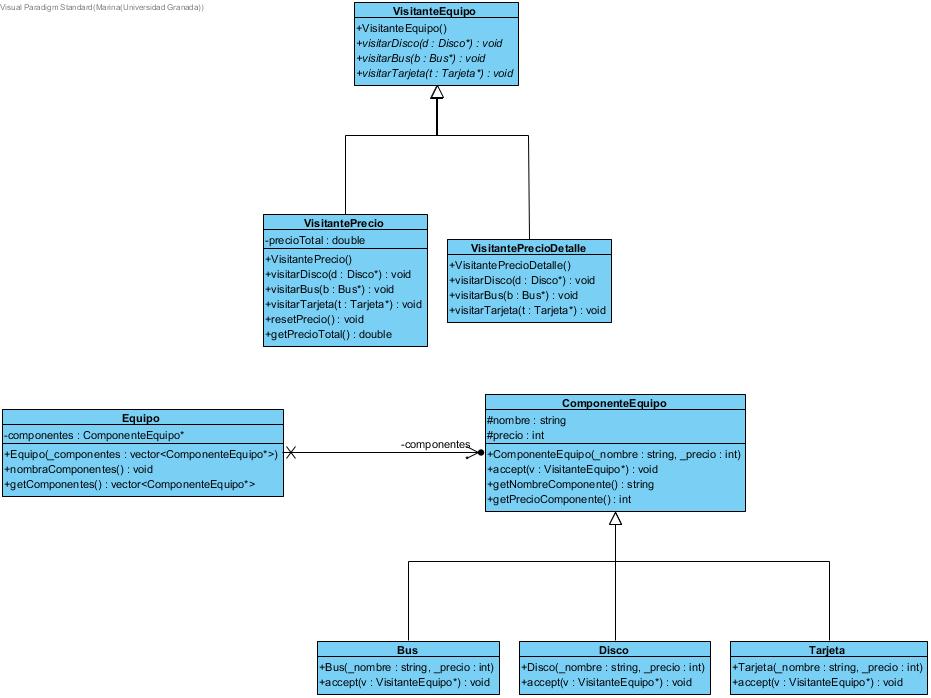 Visual Paradigm Standard(Marina(Universidad Granada))
VisitanteEquipo
+VisitanteEquipo()
+visitarDisco(d : Disco*) : void
+visitarBus(b : Bus*) : void
+visitarTarjeta(t : Tarjeta*) : void
VisitantePrecio
-precioTotal : double
+VisitantePrecio()
+visitarDisco(d : Disco*) : void
+visitarBus(b : Bus*) : void
+visitarTarjeta(t : Tarjeta*) : void
+resetPrecio() : void
+getPrecioTotal() : double
VisitantePrecioDetalle
+VisitantePrecioDetalle()
+visitarDisco(d : Disco*) : void
+visitarBus(b : Bus*) : void
+visitarTarjeta(t : Tarjeta*) : void
Equipo
-componentes : ComponenteEquipo*
+Equipo(_componentes : vector<ComponenteEquipo*>)
+nombraComponentes() : void
+getComponentes() : vector<ComponenteEquipo*>
-componentes
ComponenteEquipo
#nombre : string
#precio : int
+ComponenteEquipo(_nombre : string, _precio : int)
+accept(v : VisitanteEquipo*) : void
+getNombreComponente() : string
+getPrecioComponente() : int
Bus
+Bus(_nombre : string, _precio : int)
+accept(v : VisitanteEquipo*) : void
Disco
+Disco(_nombre : string, _precio : int)
+accept(v : VisitanteEquipo*) : void
Tarjeta
+Tarjeta(_nombre : string, _precio : int)
+accept(v : VisitanteEquipo*) : void